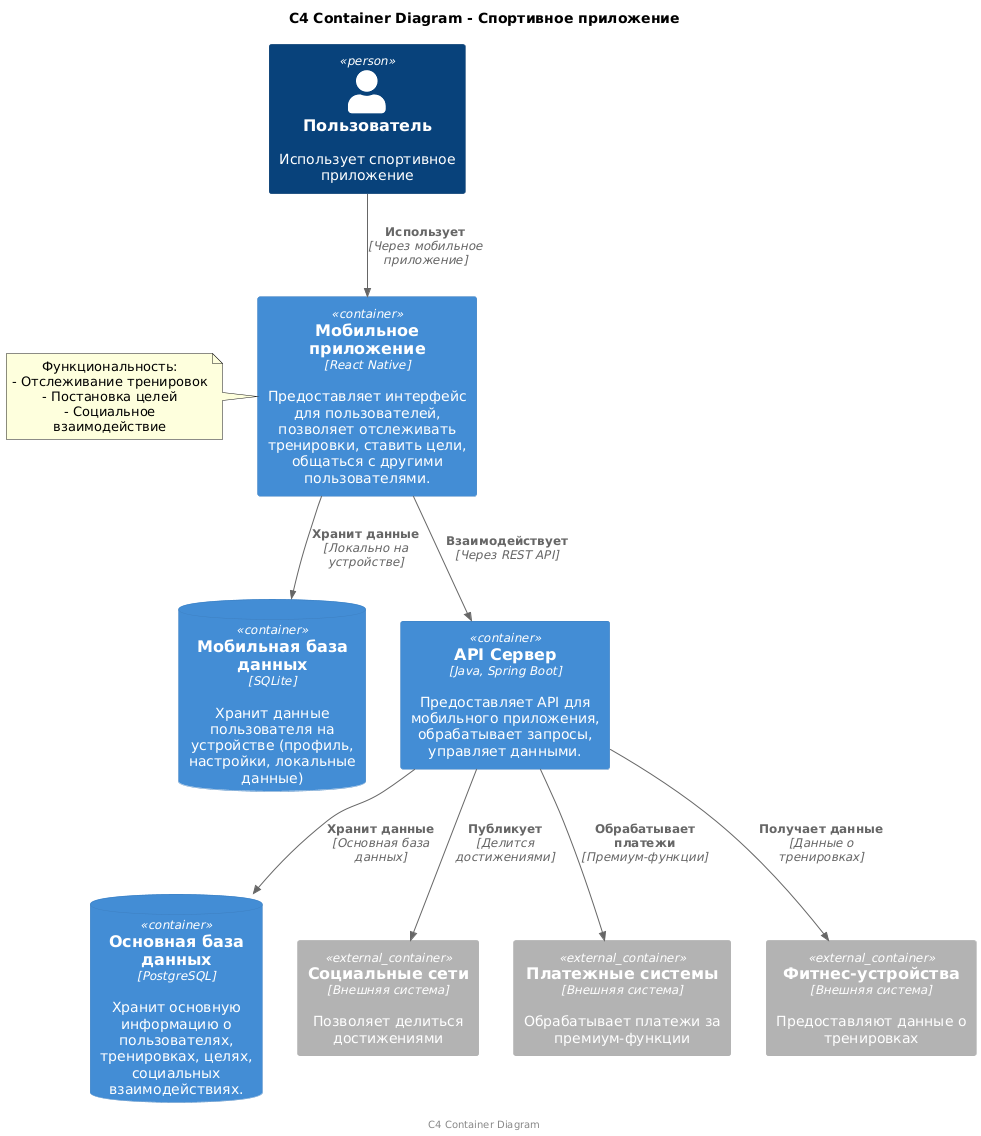 C4 Container Diagram - Спортивное приложение
«person»
Пользователь
Использует спортивное
приложение
Использует
[Через мобильное
приложение]
«container»
Мобильное
приложение
[React Native]
Предоставляет интерфейс
для пользователей,
позволяет отслеживать
тренировки, ставить цели,
общаться с другими
пользователями.
Функциональность:
- Отслеживание тренировок
- Постановка целей
- Социальное
взаимодействие
Хранит данные
[Локально на
устройстве]
Взаимодействует
[Через REST API]
«container»
Мобильная база
данных
[SQLite]
Хранит данные
пользователя на
устройстве (профиль,
настройки, локальные
данные)
«container»
API Сервер
[Java, Spring Boot]
Предоставляет API для
мобильного приложения,
обрабатывает запросы,
управляет данными.
Хранит данные
[Основная база
данных]
Публикует
[Делится
достижениями]
Обрабатывает
платежи
[Премиум-функции]
Получает данные
[Данные о
тренировках]
«container»
Основная база
данных
[PostgreSQL]
Хранит основную
информацию о
пользователях,
тренировках, целях,
социальных
взаимодействиях.
«external_container»
Социальные сети
[Внешняя система]
Позволяет делиться
достижениями
«external_container»
Платежные системы
[Внешняя система]
Обрабатывает платежи за
премиум-функции
«external_container»
Фитнес-устройства
[Внешняя система]
Предоставляют данные о
тренировках
C4 Container Diagram